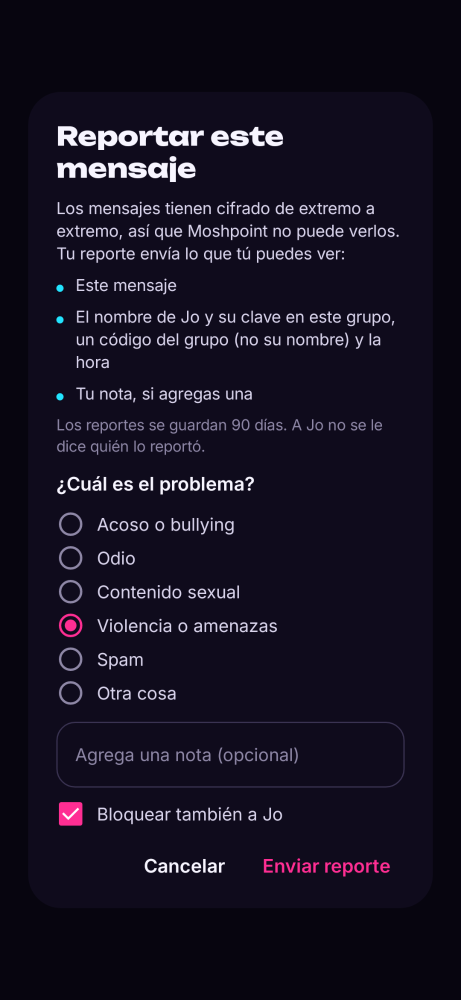 Reportar este
mensaje
Los mensajes tienen cifrado de extremo a
extremo, así que Moshpoint no puede verlos.
Tu reporte envía lo que tú puedes ver:
Este mensaje
El nombre de Jo y su clave en este grupo,
un código del grupo (no su nombre) y la
hora
Tu nota, si agregas una
Los reportes se guardan 90 días. A Jo no se le
dice quién lo reportó.
¿Cuál es el problema?
Acoso o bullying
Odio
Contenido sexual
Violencia o amenazas
Spam
Otra cosa
Agrega una nota (opcional)
Bloquear también a Jo
Cancelar Enviar reporte